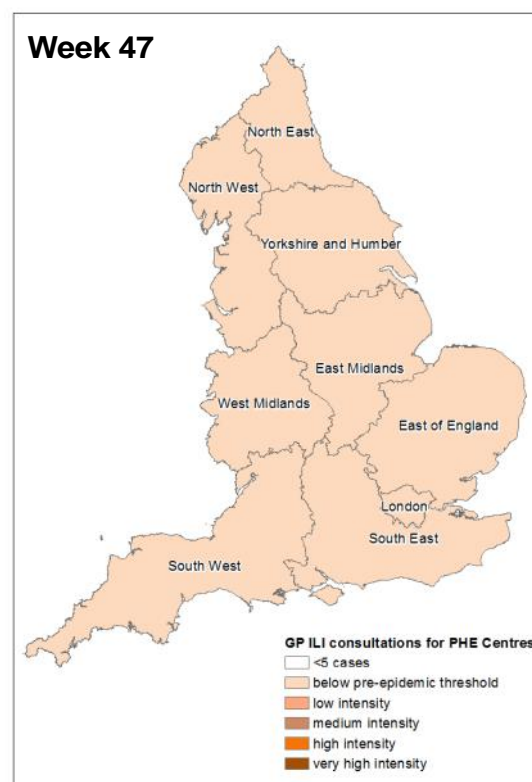 Week 47
North East
North West
Yorkshire and Humber
East Midlands
West Midlands
East of England
London
South East
South West
GP ILI consultations for PHE Centres
<5 cases
below pre-epidemic threshold
low intensity
medium intensity
high intensity
very high intensity